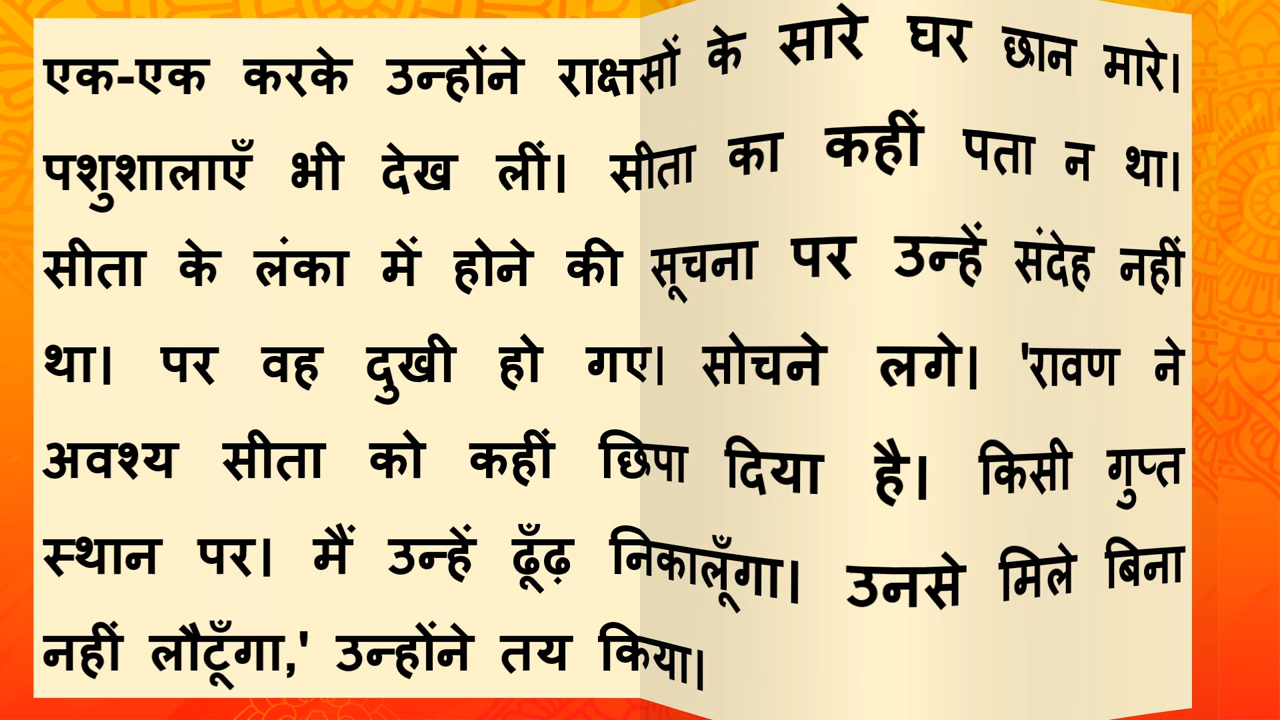 एक-एक करके उन्होंने राक्षसों के सारे घर छान मारे।
पशुशालाएँ भी देख लीं। सीता का कहीं पता न था।
सीता के लंका में होने की सूचना पर उन्हें संदेह नहीं
था। पर वह दुखी हो गए। सोचने लगे। 'रावण ने
अवश्य सीता को कहीं छिपा दिया है। किसी गुप्त
स्थान पर। मैं उन्हें ढूँढ़ निकालूँगा। उनसे मिले बिना
नहीं लौटूँगा,' उन्होंने तय किया।